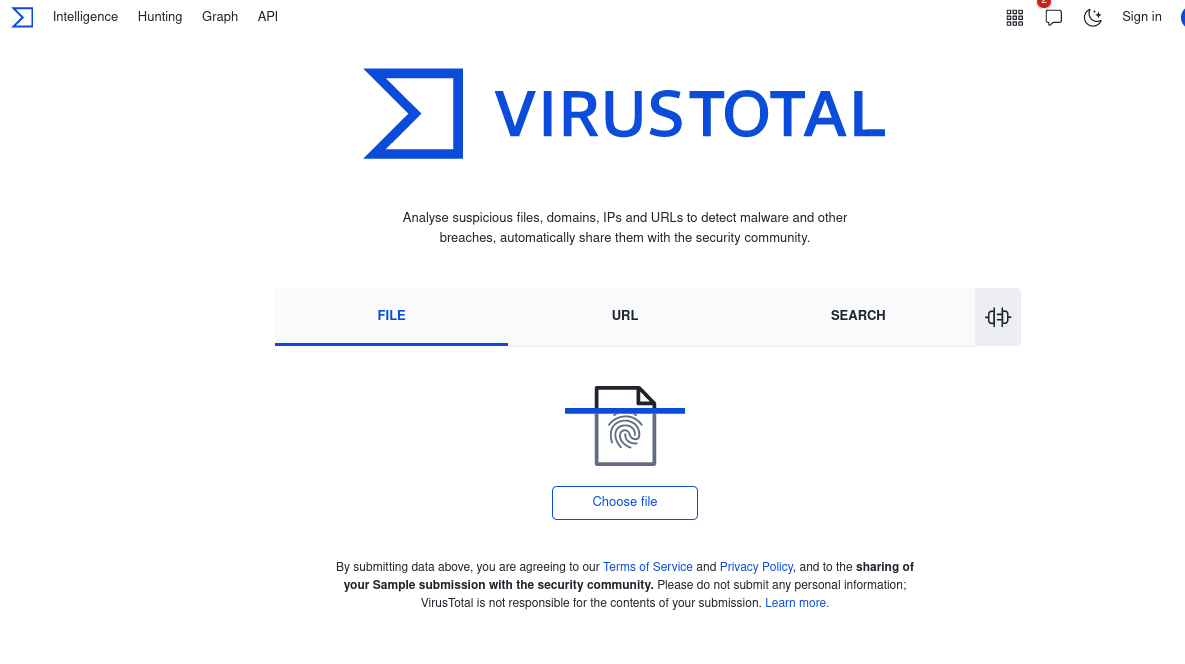 Intelligence Hunting Graph API 2 Sign in
VIRUSTOTAL
Analyse suspicious files, domains, IPs and URLs to detect malware and other
breaches, automatically share them with the security community.
FILE URL SEARCH
Choose file
By submitting data above, you are agreeing to our Terms of Service and Privacy Policy, and to the sharing of
your Sample submission with the security community. Please do not submit any personal information;
VirusTotal is not responsible for the contents of your submission. Learn more.